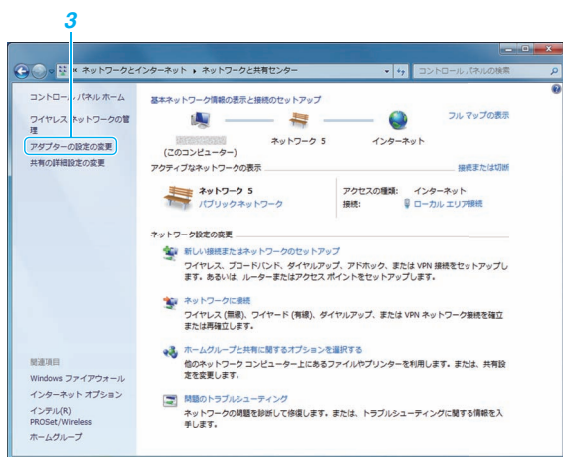 3
ネットワークとインターネット ▸ ネットワークと共有センター
コントロール パネルの検索
コントロール パネル ホーム
ワイヤレス ネットワークの管
理
アダプターの設定の変更
共有の詳細設定の変更
基本ネットワーク情報の表示と接続のセットアップ
フル マップの表示
ネットワーク 5
インターネット
(このコンピューター)
アクティブなネットワークの表示
接続または切断
ネットワーク 5
パブリックネットワーク
アクセスの種類: インターネット
接続: ローカル エリア接続
ネットワーク設定の変更
新しい接続またはネットワークのセットアップ
ワイヤレス、ブロードバンド、ダイヤルアップ、アドホック、または VPN 接続をセットアップし
ます。あるいは ルーターまたはアクセス ポイントをセットアップします。
ネットワークに接続
ワイヤレス (無線)、ワイヤード (有線)、ダイヤルアップ、または VPN ネットワーク接続を確立
または再確立します。
ホームグループと共有に関するオプションを選択する
他のネットワーク コンピューター上にあるファイルやプリンターを利用します。または、共有設
定を変更します.
問題のトラブルシューティング
ネットワークの問題を診断して修復します。または、トラブルシューティングに関する情報を入
手します。
関連項目
Windows ファイアウォール
インターネット オプション
インテル(R)
PROSet/Wireless
ホームグループ